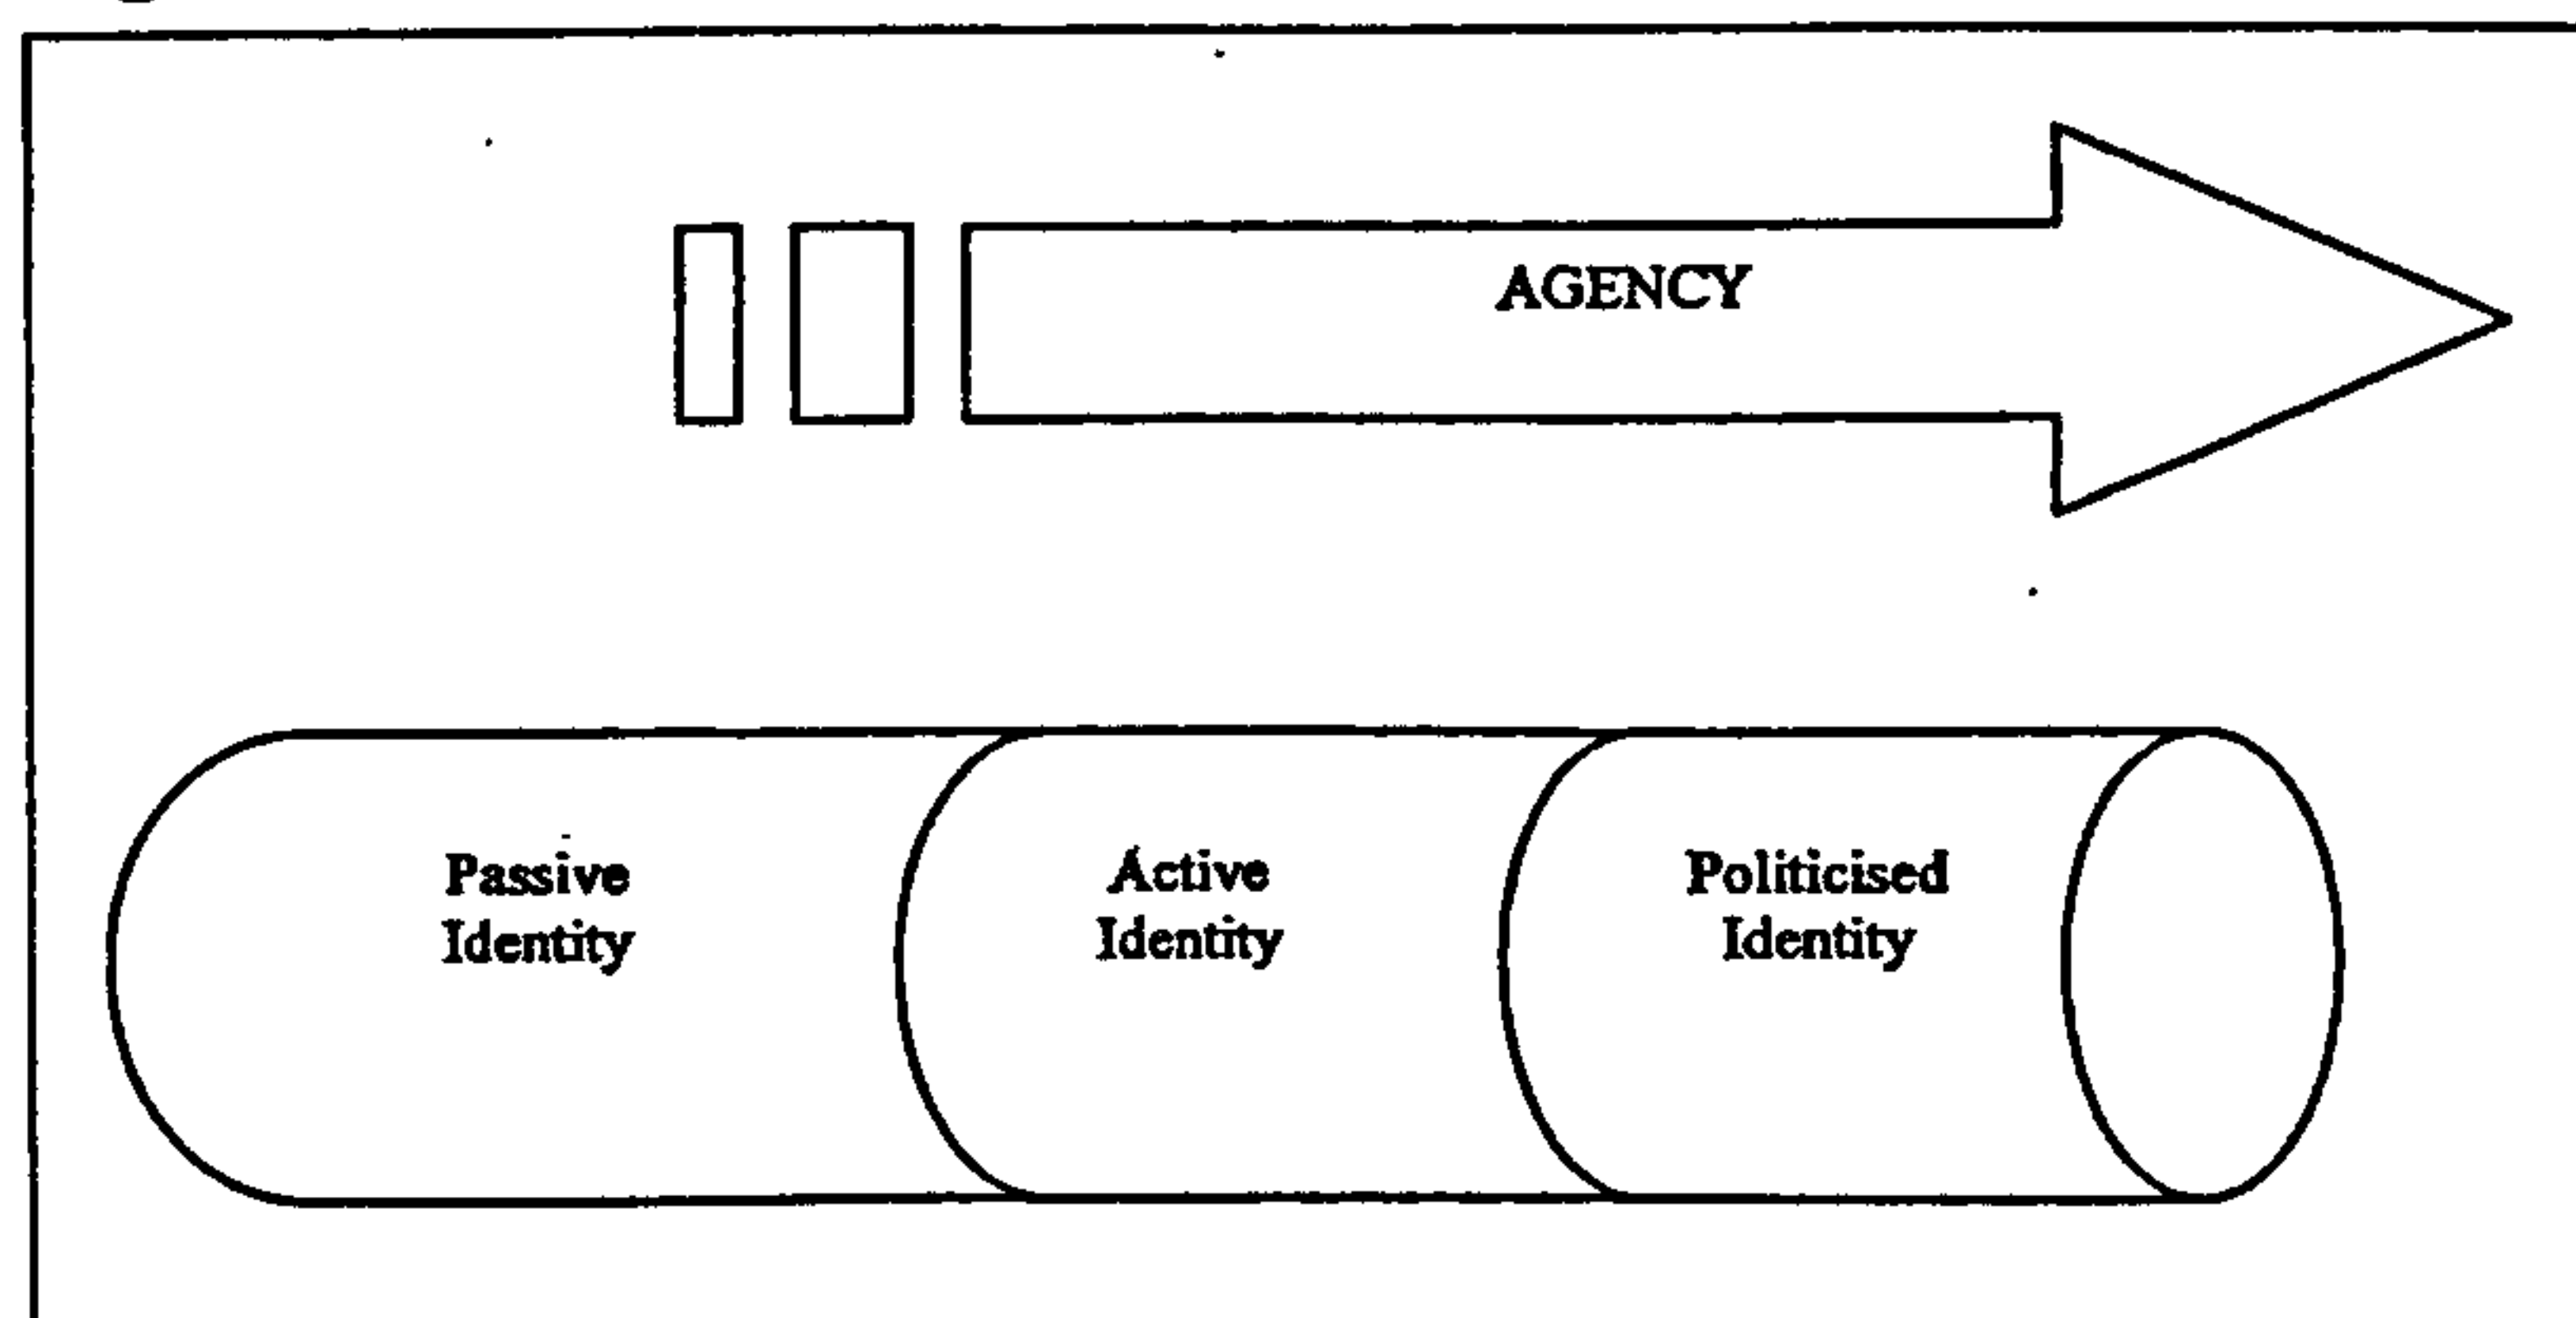 AGENCY
Passive
Identity
Active
Identity
Politicised
Identity